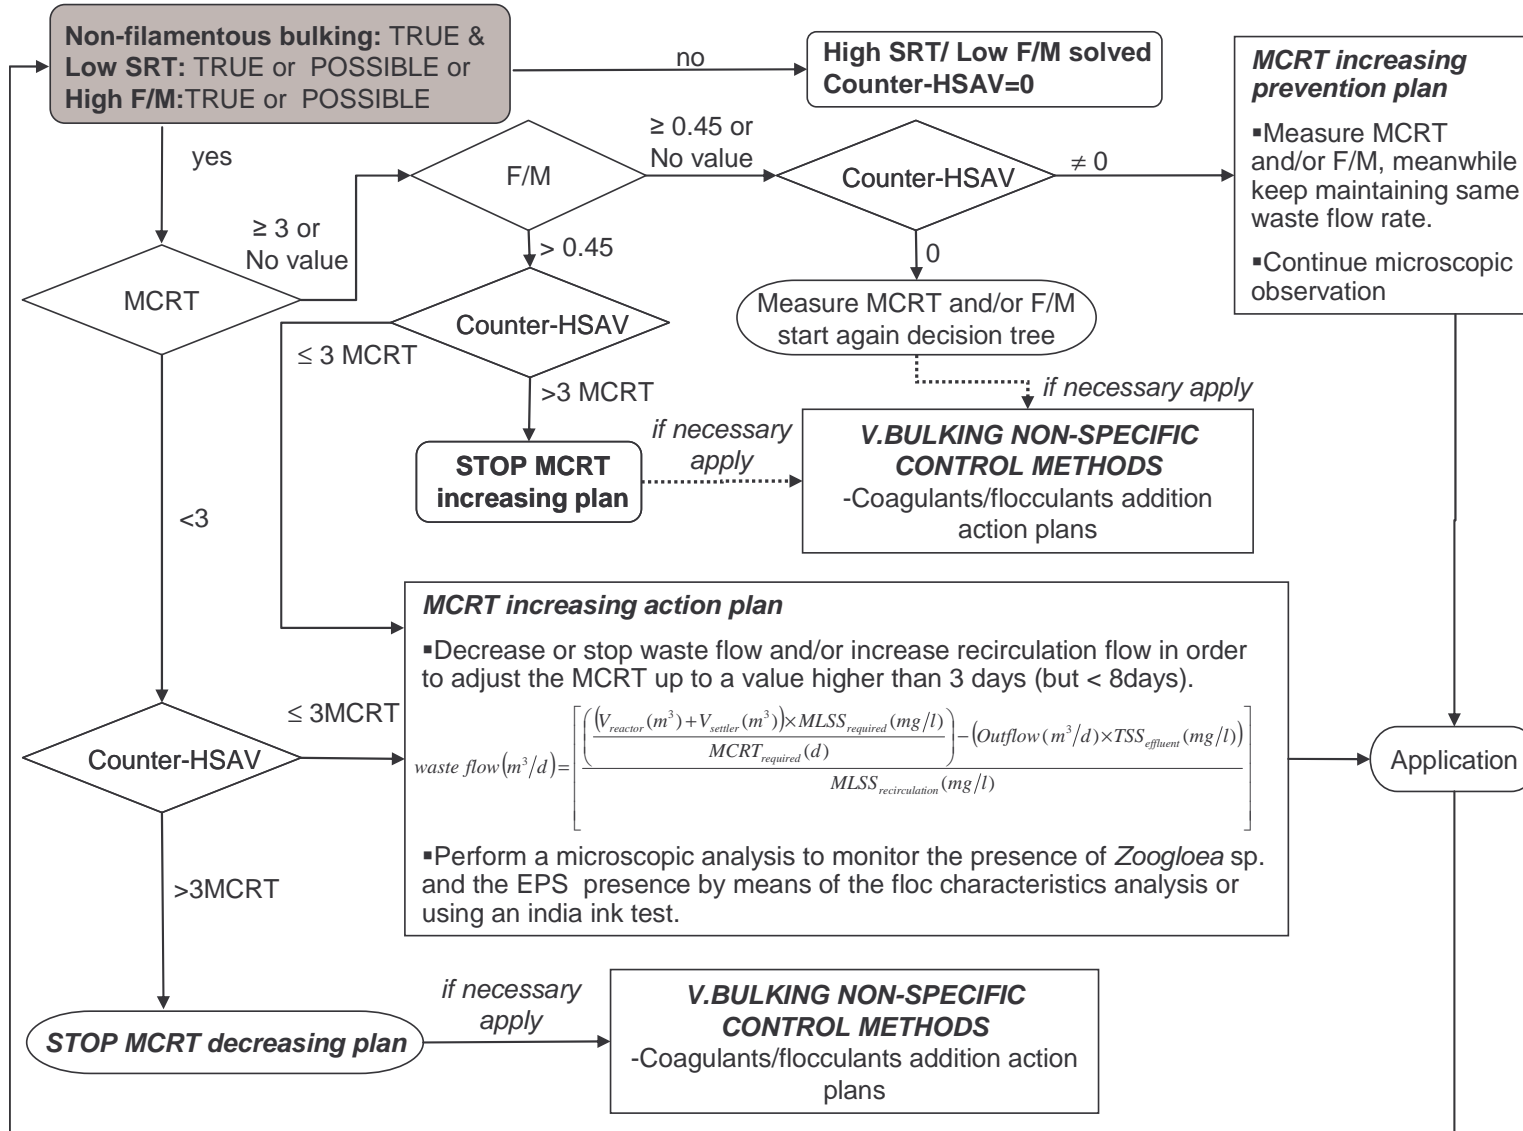 Non-filamentous bulking: TRUE &
Low SRT: TRUE or POSSIBLE or
High F/M:TRUE or POSSIBLE
no
High SRT/ Low F/M solved
Counter-HSAV=0
MCRT increasing
prevention plan
▪Measure MCRT
and/or F/M, meanwhile
keep maintaining same
waste flow rate.
▪Continue microscopic
observation
yes
MCRT
≥ 3 or
No value
F/M
≥ 0.45 or
No value
Counter-HSAV
≠ 0
> 0.45
0
Counter-HSAV
Measure MCRT and/or F/M
start again decision tree
≤ 3 MCRT
>3 MCRT
if necessary apply
STOP MCRT
increasing plan
if necessary
apply
V.BULKING NON-SPECIFIC
CONTROL METHODS
-Coagulants/flocculants addition
action plans
<3
MCRT increasing action plan
▪Decrease or stop waste flow and/or increase recirculation flow in order
to adjust the MCRT up to a value higher than 3 days (but < 8days).
waste flow(m³/d)=[(((V_reactor(m³)+V_settler(m³))×MLSS_required(mg/l)/MCRT_required(d))−(Outflow(m³/d)×TSS_effluent(mg/l)))/MLSS_recirculation(mg/l)]
▪Perform a microscopic analysis to monitor the presence of Zoogloea sp.
and the EPS presence by means of the floc characteristics analysis or
using an india ink test.
≤ 3MCRT
Counter-HSAV
Application
>3MCRT
STOP MCRT decreasing plan
if necessary
apply
V.BULKING NON-SPECIFIC
CONTROL METHODS
-Coagulants/flocculants addition action
plans